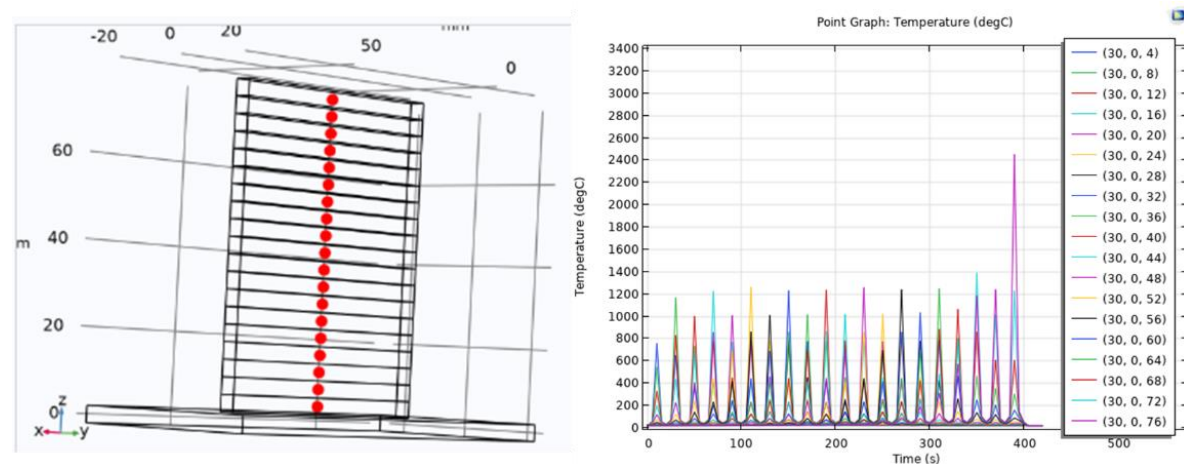 -20 0 20 mm
50
0
60
m 40
20
0
z
x y
Point Graph: Temperature (degC)
Temperature (degC)
3400
3200
3000
2800
2600
2400
2200
2000
1800
1600
1400
1200
1000
800
600
400
200
0
0 100 200 300 400 500
Time (s)
(30, 0, 4)
(30, 0, 8)
(30, 0, 12)
(30, 0, 16)
(30, 0, 20)
(30, 0, 24)
(30, 0, 28)
(30, 0, 32)
(30, 0, 36)
(30, 0, 40)
(30, 0, 44)
(30, 0, 48)
(30, 0, 52)
(30, 0, 56)
(30, 0, 60)
(30, 0, 64)
(30, 0, 68)
(30, 0, 72)
(30, 0, 76)